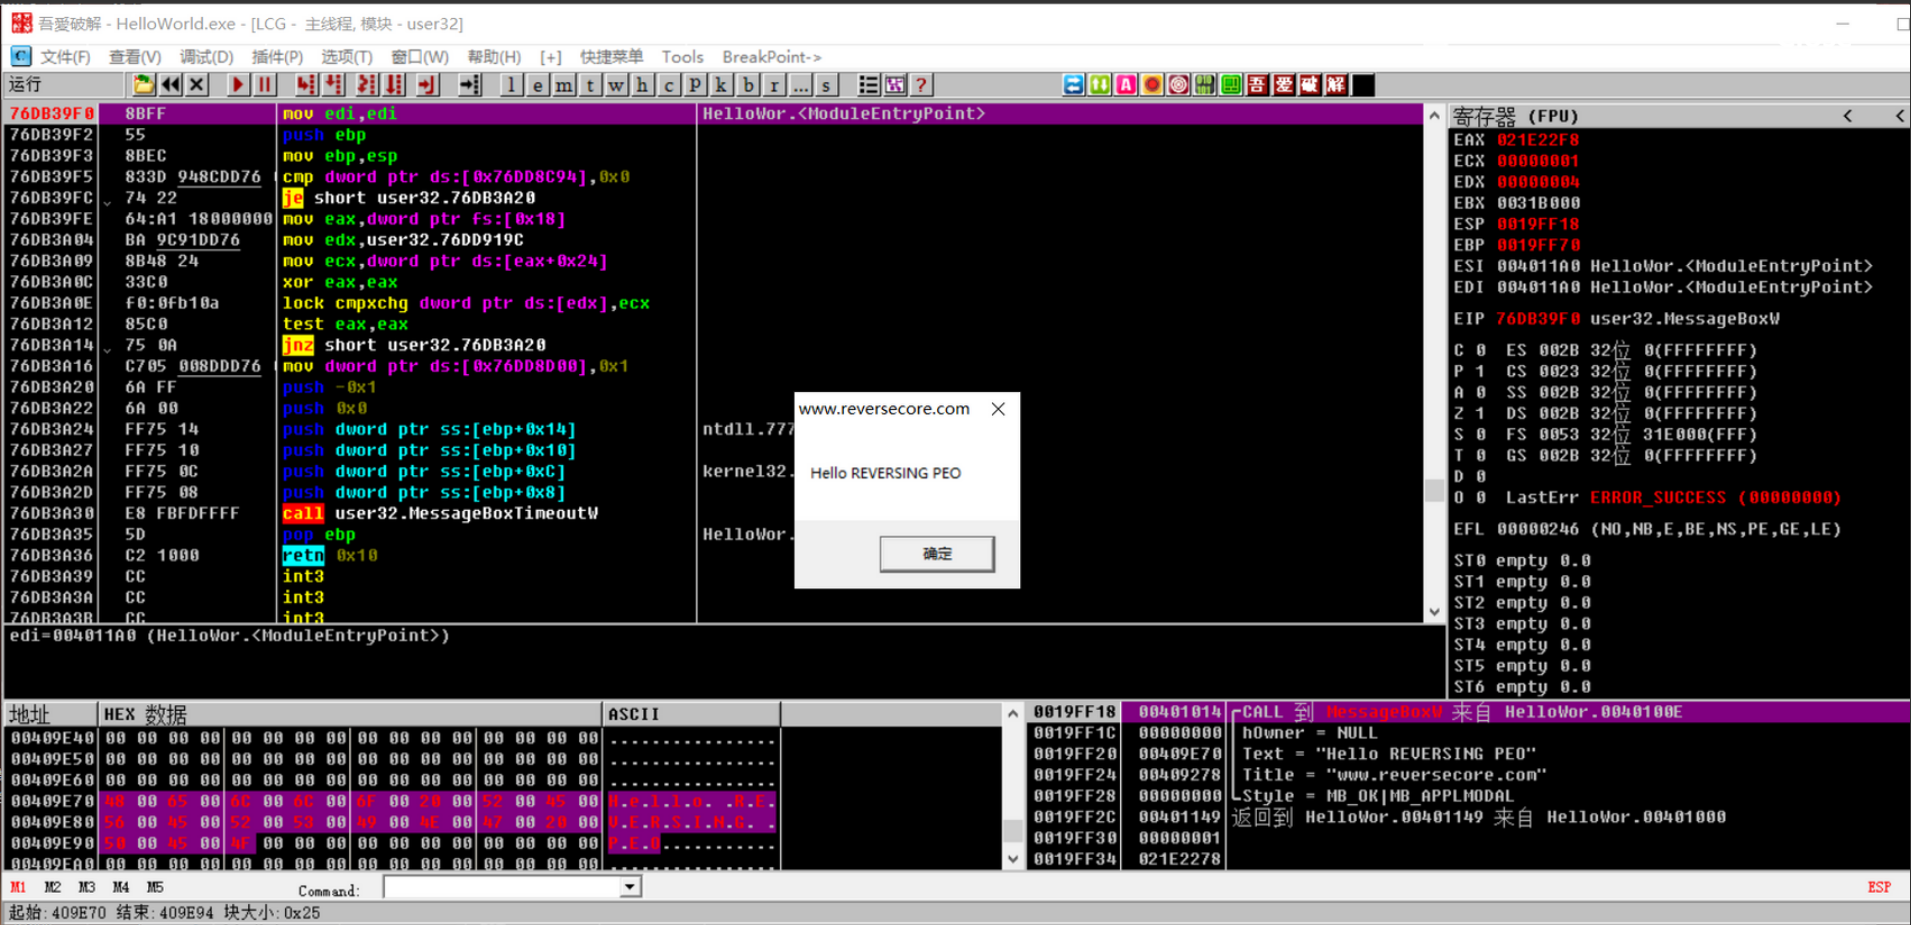 吾愛破解 - HelloWorld.exe - [LCG - 主线程, 模块 - user32]
C 文件(F) 查看(V) 调试(D) 插件(P) 选项(T) 窗口(W) 帮助(H) [+] 快捷菜单 Tools BreakPoint->
运行 l e m t w h c P k b r ... s ? A 吾 爱 破 解
76DB39F0 8BFF mov edi,edi HelloWor.<ModuleEntryPoint>
76DB39F2 55 push ebp
76DB39F3 8BEC mov ebp,esp
76DB39F5 833D 948CDD76 cmp dword ptr ds:[0x76DD8C94],0x0
76DB39FC 74 22 je short user32.76DB3A20
76DB39FE 64:A1 18000000 mov eax,dword ptr fs:[0x18]
76DB3A04 BA 9C91DD76 mov edx,user32.76DD919C
76DB3A09 8B48 24 mov ecx,dword ptr ds:[eax+0x24]
76DB3A0C 33C0 xor eax,eax
76DB3A0E f0:0fb10a lock cmpxchg dword ptr ds:[edx],ecx
76DB3A12 85C0 test eax,eax
76DB3A14 75 0A jnz short user32.76DB3A20
76DB3A16 C705 008DDD76 mov dword ptr ds:[0x76DD8D00],0x1
76DB3A20 6A FF push -0x1
76DB3A22 6A 00 push 0x0
76DB3A24 FF75 14 push dword ptr ss:[ebp+0x14] ntdll.777
76DB3A27 FF75 10 push dword ptr ss:[ebp+0x10]
76DB3A2A FF75 0C push dword ptr ss:[ebp+0xC] kernel32.
76DB3A2D FF75 08 push dword ptr ss:[ebp+0x8]
76DB3A30 E8 FBFDFFFF call user32.MessageBoxTimeoutW
76DB3A35 5D pop ebp HelloWor.
76DB3A36 C2 1000 retn 0x10
76DB3A39 CC int3
76DB3A3A CC int3
76DB3A3B CC int3
edi=004011A0 (HelloWor.<ModuleEntryPoint>)
www.reversecore.com
Hello REVERSING PEO
确定
寄存器 (FPU) < <
EAX 021E22F8
ECX 00000001
EDX 00000004
EBX 0031B000
ESP 0019FF18
EBP 0019FF70
ESI 004011A0 HelloWor.<ModuleEntryPoint>
EDI 004011A0 HelloWor.<ModuleEntryPoint>
EIP 76DB39F0 user32.MessageBoxW
C 0 ES 002B 32位 0(FFFFFFFF)
P 1 CS 0023 32位 0(FFFFFFFF)
A 0 SS 002B 32位 0(FFFFFFFF)
Z 1 DS 002B 32位 0(FFFFFFFF)
S 0 FS 0053 32位 31E000(FFF)
T 0 GS 002B 32位 0(FFFFFFFF)
D 0
O 0 LastErr ERROR_SUCCESS (00000000)
EFL 00000246 (NO,NB,E,BE,NS,PE,GE,LE)
ST0 empty 0.0
ST1 empty 0.0
ST2 empty 0.0
ST3 empty 0.0
ST4 empty 0.0
ST5 empty 0.0
ST6 empty 0.0
地址 HEX 数据 ASCII
00409E40 00 00 00 00 00 00 00 00 00 00 00 00 00 00 00 00 ................
00409E50 00 00 00 00 00 00 00 00 00 00 00 00 00 00 00 00 ................
00409E60 00 00 00 00 00 00 00 00 00 00 00 00 00 00 00 00 ................
00409E70 48 00 65 00 6C 00 6C 00 6F 00 20 00 52 00 45 00 H.e.l.l.o. .R.E.
00409E80 56 00 45 00 52 00 53 00 49 00 4E 00 47 00 20 00 V.E.R.S.I.N.G. .
00409E90 50 00 45 00 4F 00 00 00 00 00 00 00 00 00 00 00 P.E.O...........
00409EA0 00 00 00 00 00 00 00 00 00 00 00 00 00 00 00 00 ................
0019FF18 00401014 CALL 到 MessageBoxW 来自 HelloWor.0040100E
0019FF1C 00000000 hOwner = NULL
0019FF20 00409E70 Text = "Hello REVERSING PEO"
0019FF24 00409278 Title = "www.reversecore.com"
0019FF28 00000000 Style = MB_OK|MB_APPLMODAL
0019FF2C 00401149 返回到 HelloWor.00401149 来自 HelloWor.00401000
0019FF30 00000001
0019FF34 021E2278
M1 M2 M3 M4 M5 Command: ESP
起始:409E70 结束:409E94 块大小:0x25